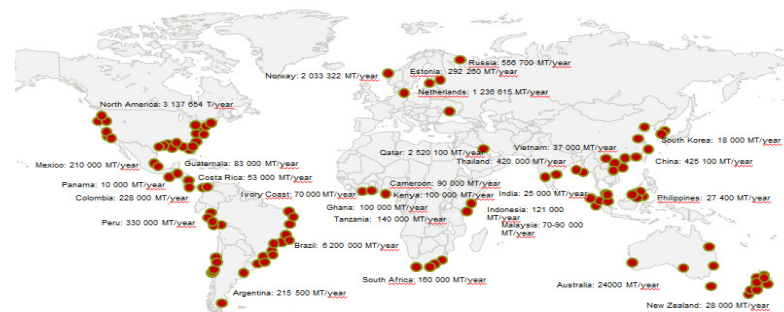 Russia: 556 700 MT/year
Norway: 2 033 322 MT/year
Estonia: 292 260 MT/year
Netherlands: 1 236 615 MT/year
North America: 3 137 654 T/year
Qatar: 2 520 100 MT/year
Vietnam: 37 000 MT/year
South Korea: 18 000 MT/year
Mexico: 210 000 MT/year
Guatemala: 83 000 MT/year
Thailand: 420 000 MT/year
China: 425 100 MT/year
Costa Rica: 53 000 MT/year
Panama: 10 000 MT/year
Cameroon: 90 000 MT/year
Colombia: 228 000 MT/year
Ivory Coast: 70 000 MT/year
Kenya: 100 000 MT/year
India: 25 000 MT/year
Philippines: 27 400 MT/year
Ghana: 100 000 MT/year
Indonesia: 121 000
MT/year
Tanzania: 140 000 MT/year
Peru: 330 000 MT/year
Malaysia: 70-90 000
MT/year
Brazil: 6 200 000 MT/year
South Africa: 160 000 MT/year
Australia: 24000 MT/year
Argentina: 215 500 MT/year
New Zealand: 28 000 MT/year